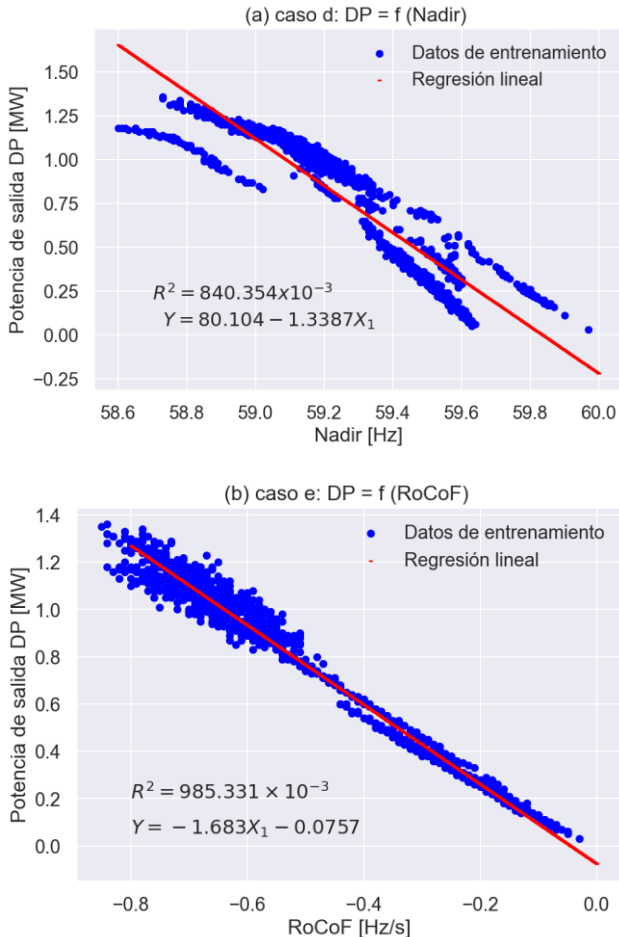 (a) caso d: DP = f (Nadir)
Potencia de salida DP [MW]
1.50
1.25
1.00
0.75
0.50
0.25
0.00
−0.25
Datos de entrenamiento
Regresión lineal
R² = 840.354x10⁻³
Y = 80.104 − 1.3387X₁
58.6 58.8 59.0 59.2 59.4 59.6 59.8 60.0
Nadir [Hz]
(b) caso e: DP = f (RoCoF)
Potencia de salida DP [MW]
1.4
1.2
1.0
0.8
0.6
0.4
0.2
0.0
Datos de entrenamiento
Regresión lineal
R² = 985.331 × 10⁻³
Y = −1.683X₁ − 0.0757
−0.8 −0.6 −0.4 −0.2 0.0
RoCoF [Hz/s]